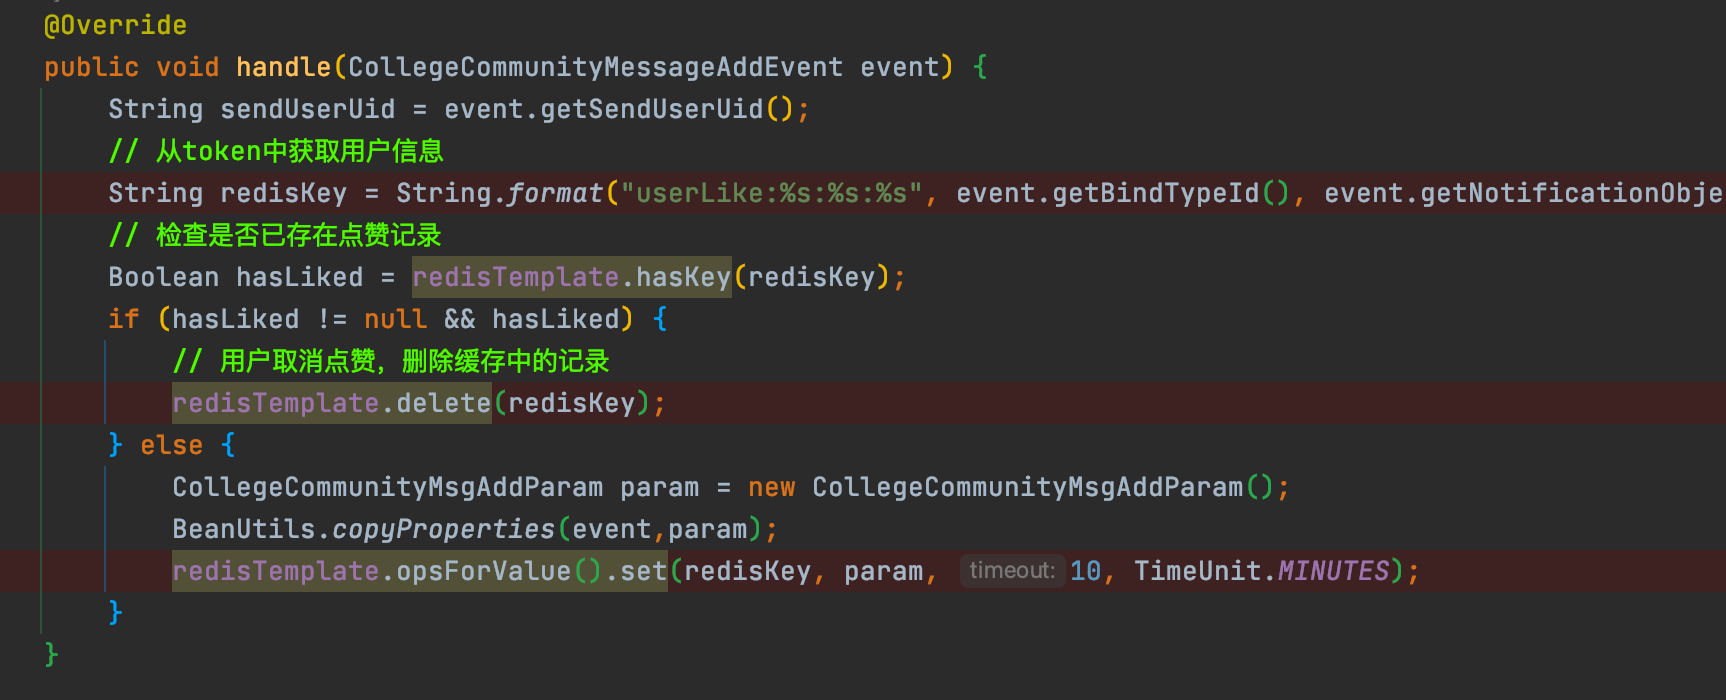 @Override
public void handle(CollegeCommunityMessageAddEvent event) {
String sendUserUid = event.getSendUserUid();
// 从token中获取用户信息
String redisKey = String.format("userLike:%s:%s:%s", event.getBindTypeId(), event.getNotificationObje
// 检查是否已存在点赞记录
Boolean hasLiked = redisTemplate.hasKey(redisKey);
if (hasLiked != null && hasLiked) {
// 用户取消点赞，删除缓存中的记录
redisTemplate.delete(redisKey);
} else {
CollegeCommunityMsgAddParam param = new CollegeCommunityMsgAddParam();
BeanUtils.copyProperties(event,param);
redisTemplate.opsForValue().set(redisKey, param, timeout: 10, TimeUnit.MINUTES);
}
}